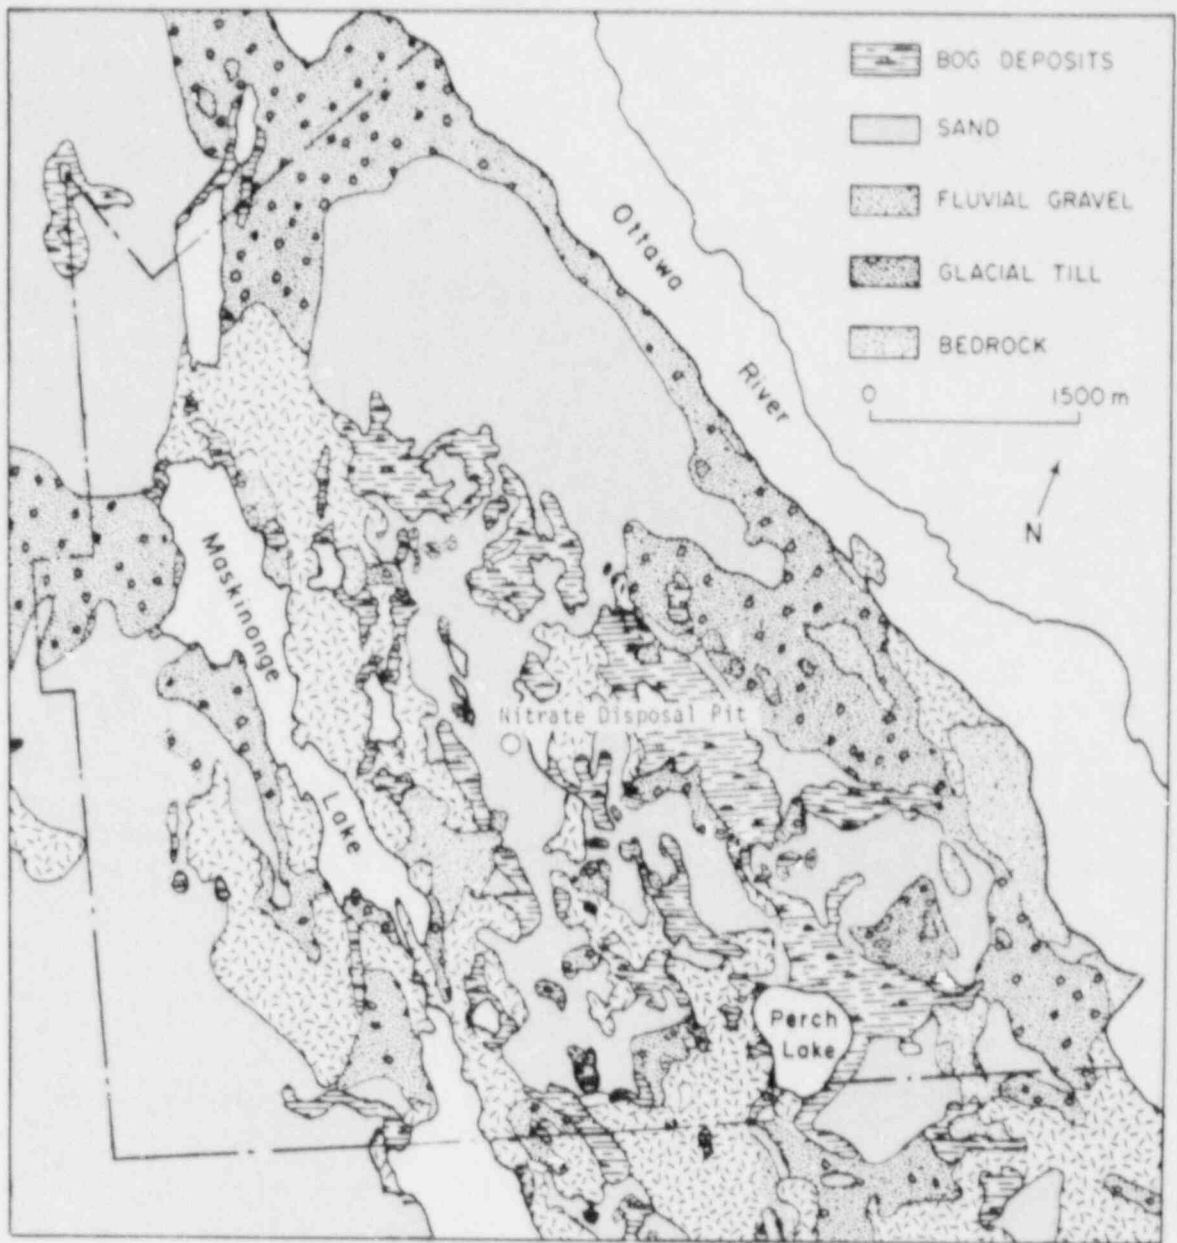 BOG DEPOSITS
SAND
FLUVIAL GRAVEL
GLACIAL TILL
BEDROCK
0 1500 m
N
Ottawa
River
Maskinonge
Lake
Nitrate Disposal Pit
Perch
Lake